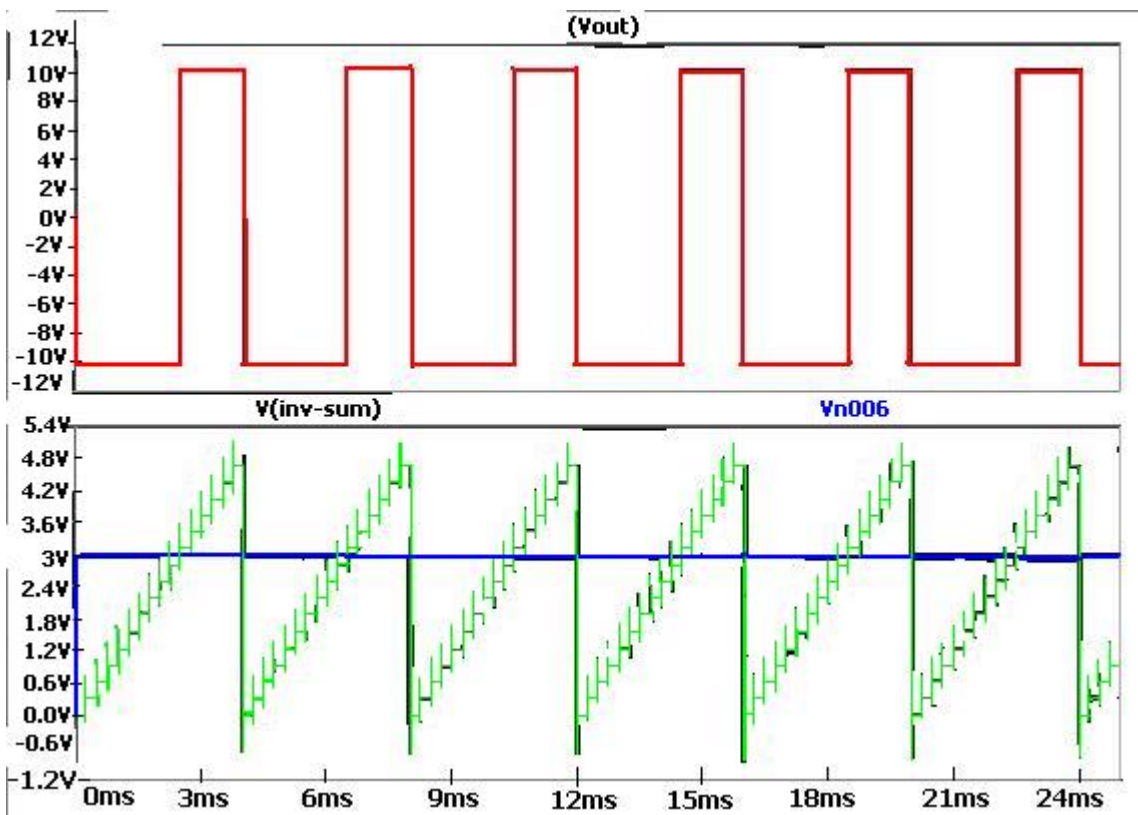 (Vout)
12V
10V
8V
6V
4V
2V
0V
-2V
-4V
-6V
-8V
-10V
-12V
V(inv-sum) Vn006
5.4V
4.8V
4.2V
3.6V
3V
2.4V
1.8V
1.2V
0.6V
0.0V
-0.6V
-1.2V
0ms 3ms 6ms 9ms 12ms 15ms 18ms 21ms 24ms